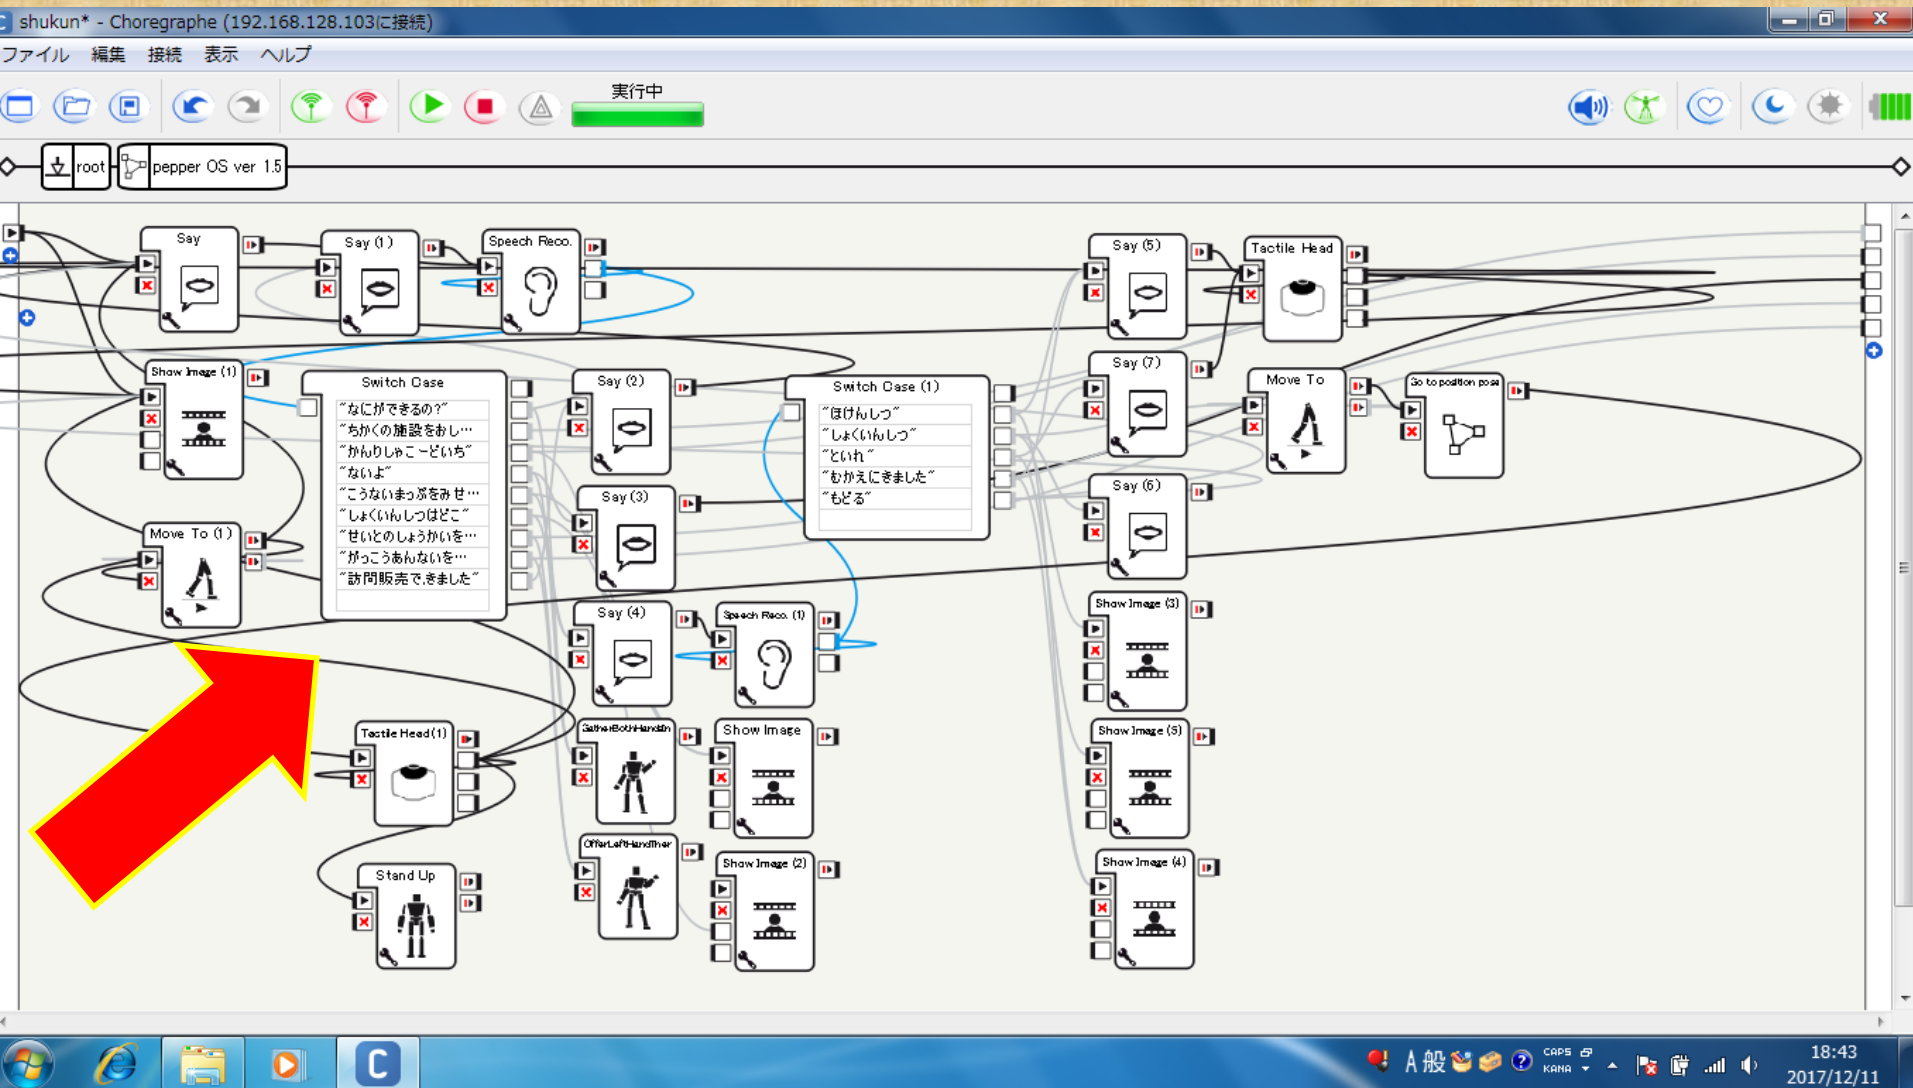 shukun* - Choregraphe (192.168.128.103に接続)
ファイル 編集 接続 表示 ヘルプ
実行中
root
pepper OS ver 1.5
Say
Say (1)
Speech Reco.
Say (5)
Tactile Head
Show Image (1)
Switch Case
"なにができるの?"
"ちかくの施設をおし…
"かんりしゃこーどいち"
"ないよ"
"こうないまっぷをみせ…
"しょくいんしつはどこ"
"せいとのしょうかいを…
"がっこうあんないを…
"訪問販売できました"
Say (2)
Switch Case (1)
"ほけんしつ"
"しょくいんしつ"
"といれ"
"むかえにきました"
"もどる"
Say (7)
Move To
Go to position pose
Say (3)
Say (6)
Move To (1)
Say (4)
Speech Reco. (1)
Show Image (3)
Tactile Head(1)
GatherBothHandsIn
Show Image
Show Image (5)
OfferLeftHandTher
Show Image (2)
Show Image (4)
Stand Up
A 般
CAPS
KANA
18:43
2017/12/11